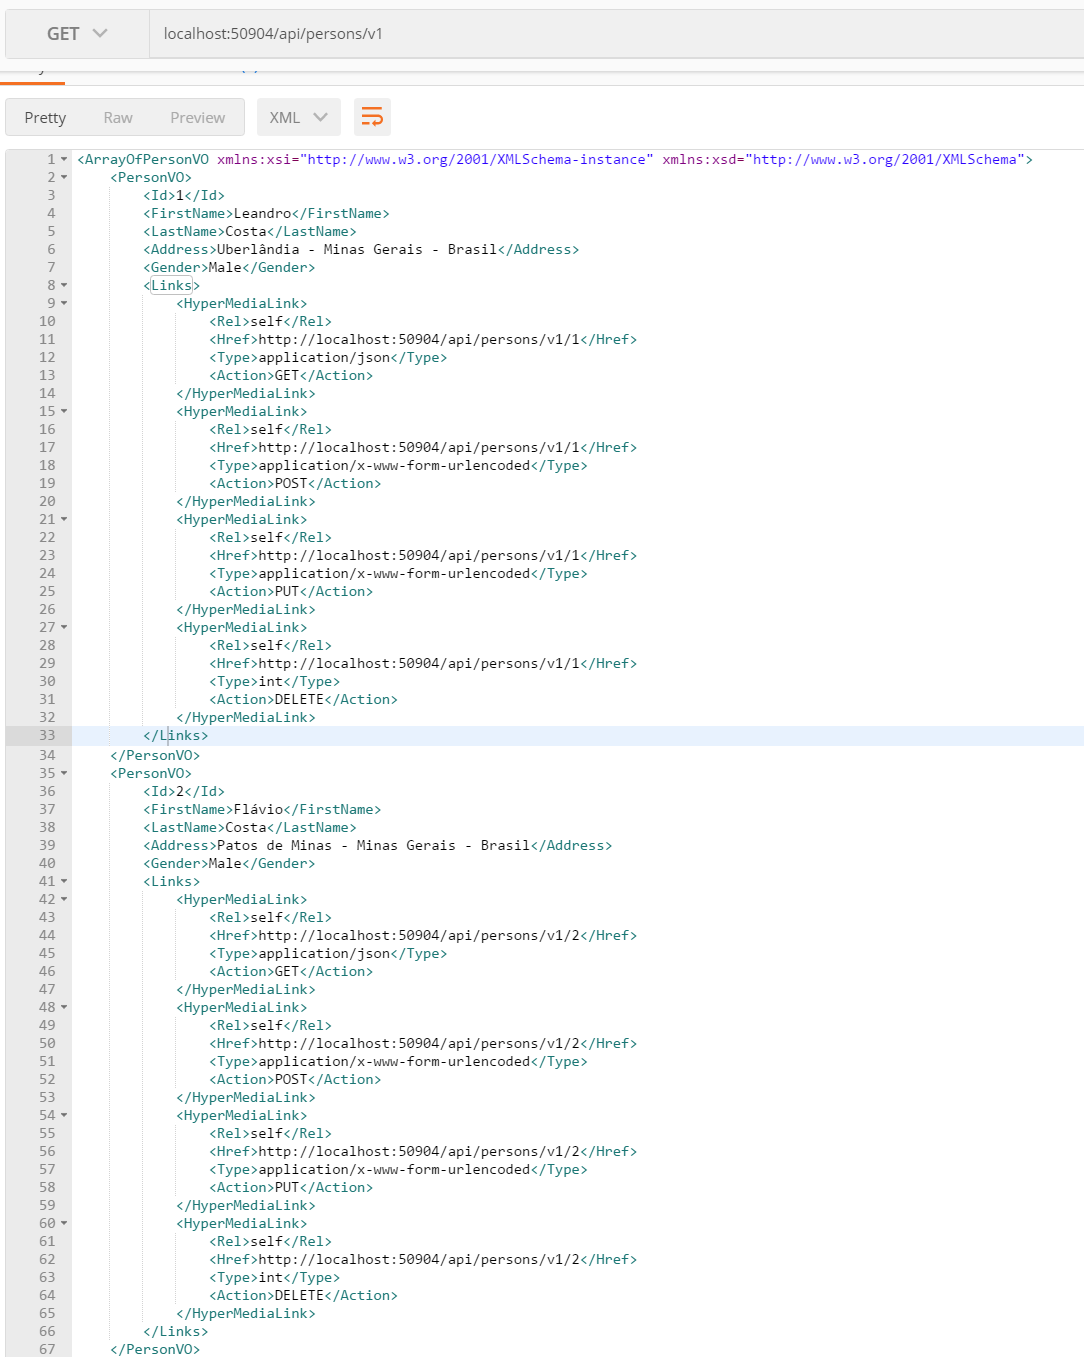 GET localhost:50904/api/persons/v1
Pretty Raw Preview XML
1 <ArrayOfPersonVO xmlns:xsi="http://www.w3.org/2001/XMLSchema-instance" xmlns:xsd="http://www.w3.org/2001/XMLSchema">
2 <PersonVO>
3 <Id>1</Id>
4 <FirstName>Leandro</FirstName>
5 <LastName>Costa</LastName>
6 <Address>Uberlândia - Minas Gerais - Brasil</Address>
7 <Gender>Male</Gender>
8 <Links>
9 <HyperMediaLink>
10 <Rel>self</Rel>
11 <Href>http://localhost:50904/api/persons/v1/1</Href>
12 <Type>application/json</Type>
13 <Action>GET</Action>
14 </HyperMediaLink>
15 <HyperMediaLink>
16 <Rel>self</Rel>
17 <Href>http://localhost:50904/api/persons/v1/1</Href>
18 <Type>application/x-www-form-urlencoded</Type>
19 <Action>POST</Action>
20 </HyperMediaLink>
21 <HyperMediaLink>
22 <Rel>self</Rel>
23 <Href>http://localhost:50904/api/persons/v1/1</Href>
24 <Type>application/x-www-form-urlencoded</Type>
25 <Action>PUT</Action>
26 </HyperMediaLink>
27 <HyperMediaLink>
28 <Rel>self</Rel>
29 <Href>http://localhost:50904/api/persons/v1/1</Href>
30 <Type>int</Type>
31 <Action>DELETE</Action>
32 </HyperMediaLink>
33 </Links>
34 </PersonVO>
35 <PersonVO>
36 <Id>2</Id>
37 <FirstName>Flávio</FirstName>
38 <LastName>Costa</LastName>
39 <Address>Patos de Minas - Minas Gerais - Brasil</Address>
40 <Gender>Male</Gender>
41 <Links>
42 <HyperMediaLink>
43 <Rel>self</Rel>
44 <Href>http://localhost:50904/api/persons/v1/2</Href>
45 <Type>application/json</Type>
46 <Action>GET</Action>
47 </HyperMediaLink>
48 <HyperMediaLink>
49 <Rel>self</Rel>
50 <Href>http://localhost:50904/api/persons/v1/2</Href>
51 <Type>application/x-www-form-urlencoded</Type>
52 <Action>POST</Action>
53 </HyperMediaLink>
54 <HyperMediaLink>
55 <Rel>self</Rel>
56 <Href>http://localhost:50904/api/persons/v1/2</Href>
57 <Type>application/x-www-form-urlencoded</Type>
58 <Action>PUT</Action>
59 </HyperMediaLink>
60 <HyperMediaLink>
61 <Rel>self</Rel>
62 <Href>http://localhost:50904/api/persons/v1/2</Href>
63 <Type>int</Type>
64 <Action>DELETE</Action>
65 </HyperMediaLink>
66 </Links>
67 </PersonVO>